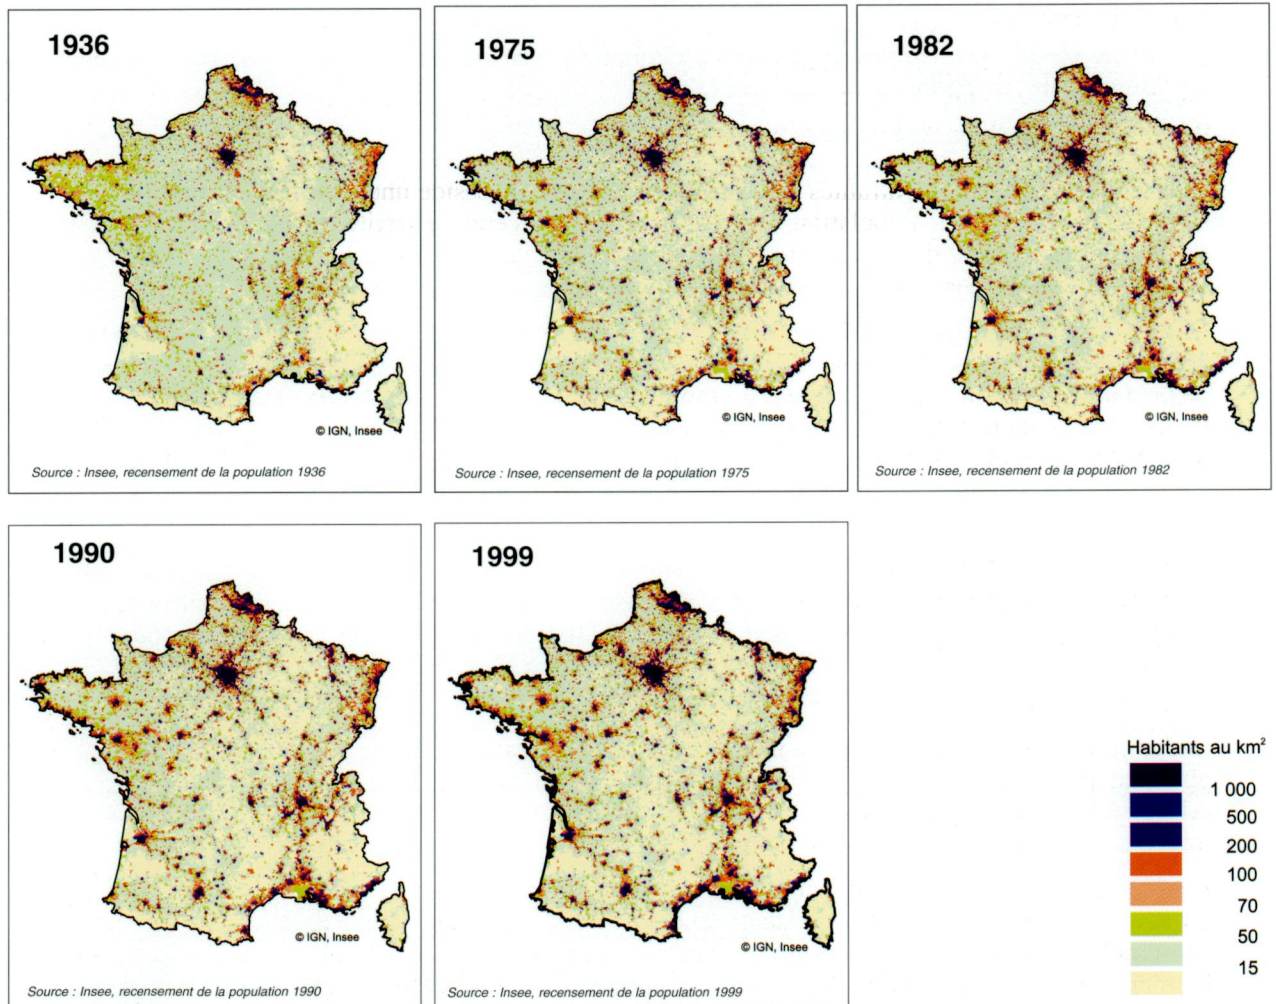 1936
© IGN, Insee
Source : Insee, recensement de la population 1936
1975
© IGN, Insee
Source : Insee, recensement de la population 1975
1982
© IGN, Insee
Source : Insee, recensement de la population 1982
1990
© IGN, Insee
Source : Insee, recensement de la population 1990
1999
© IGN, Insee
Source : Insee, recensement de la population 1999
Habitants au km²
1 000
500
200
100
70
50
15